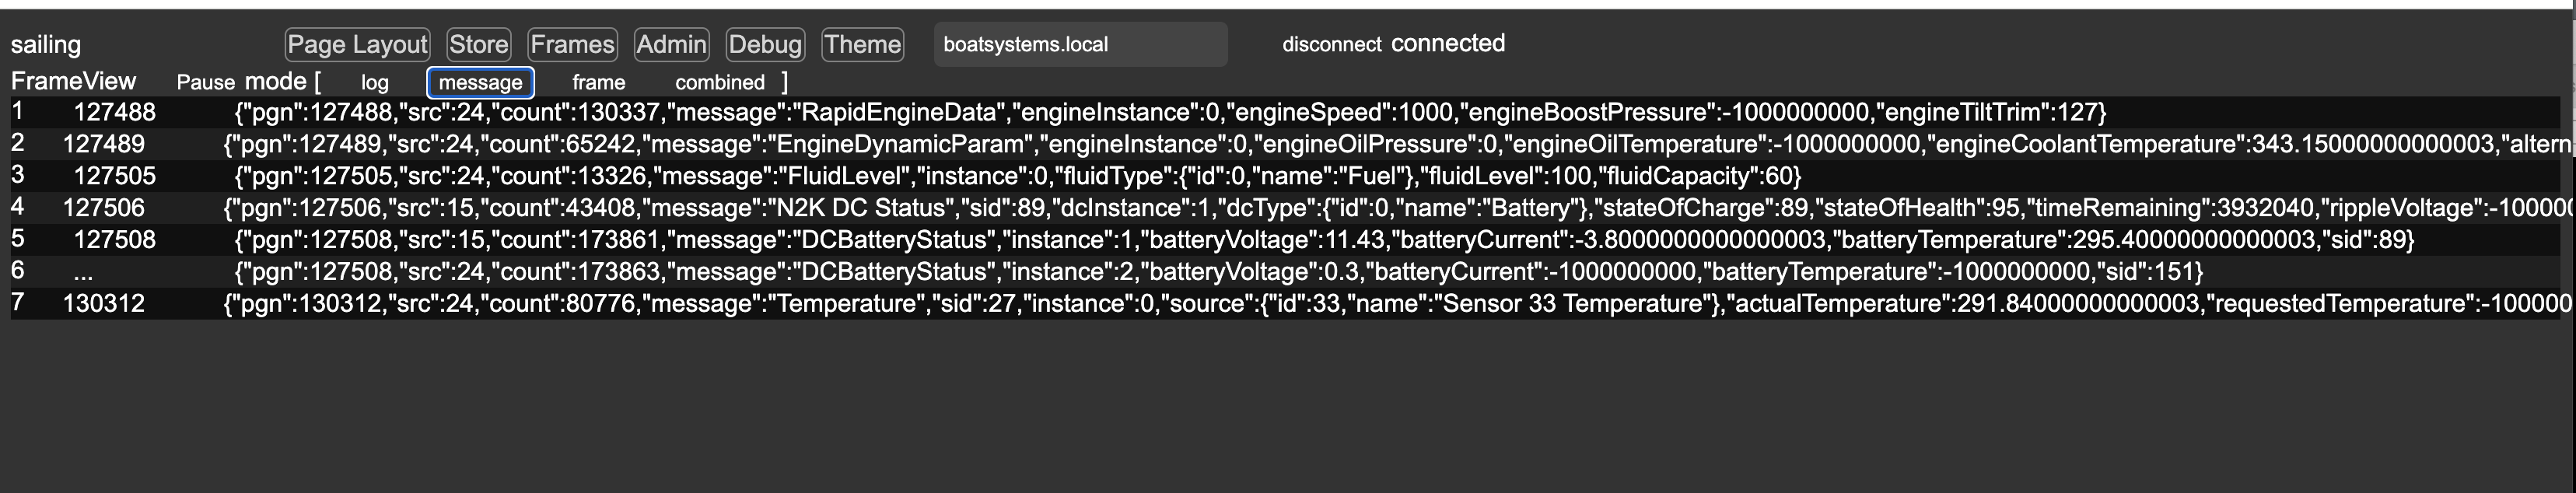 sailing Page Layout Store Frames Admin Debug Theme boatsystems.local disconnect connected
FrameView Pause mode [ log message frame combined ]
1 127488 {"pgn":127488,"src":24,"count":130337,"message":"RapidEngineData","engineInstance":0,"engineSpeed":1000,"engineBoostPressure":-1000000000,"engineTiltTrim":127}
2 127489 {"pgn":127489,"src":24,"count":65242,"message":"EngineDynamicParam","engineInstance":0,"engineOilPressure":0,"engineOilTemperature":-1000000000,"engineCoolantTemperature":343.15000000000003,"altern
3 127505 {"pgn":127505,"src":24,"count":13326,"message":"FluidLevel","instance":0,"fluidType":{"id":0,"name":"Fuel"},"fluidLevel":100,"fluidCapacity":60}
4 127506 {"pgn":127506,"src":15,"count":43408,"message":"N2K DC Status","sid":89,"dcInstance":1,"dcType":{"id":0,"name":"Battery"},"stateOfCharge":89,"stateOfHealth":95,"timeRemaining":3932040,"rippleVoltage":-10000
5 127508 {"pgn":127508,"src":15,"count":173861,"message":"DCBatteryStatus","instance":1,"batteryVoltage":11.43,"batteryCurrent":-3.8000000000000003,"batteryTemperature":295.40000000000003,"sid":89}
6 ... {"pgn":127508,"src":24,"count":173863,"message":"DCBatteryStatus","instance":2,"batteryVoltage":0.3,"batteryCurrent":-1000000000,"batteryTemperature":-1000000000,"sid":151}
7 130312 {"pgn":130312,"src":24,"count":80776,"message":"Temperature","sid":27,"instance":0,"source":{"id":33,"name":"Sensor 33 Temperature"},"actualTemperature":291.84000000000003,"requestedTemperature":-100000